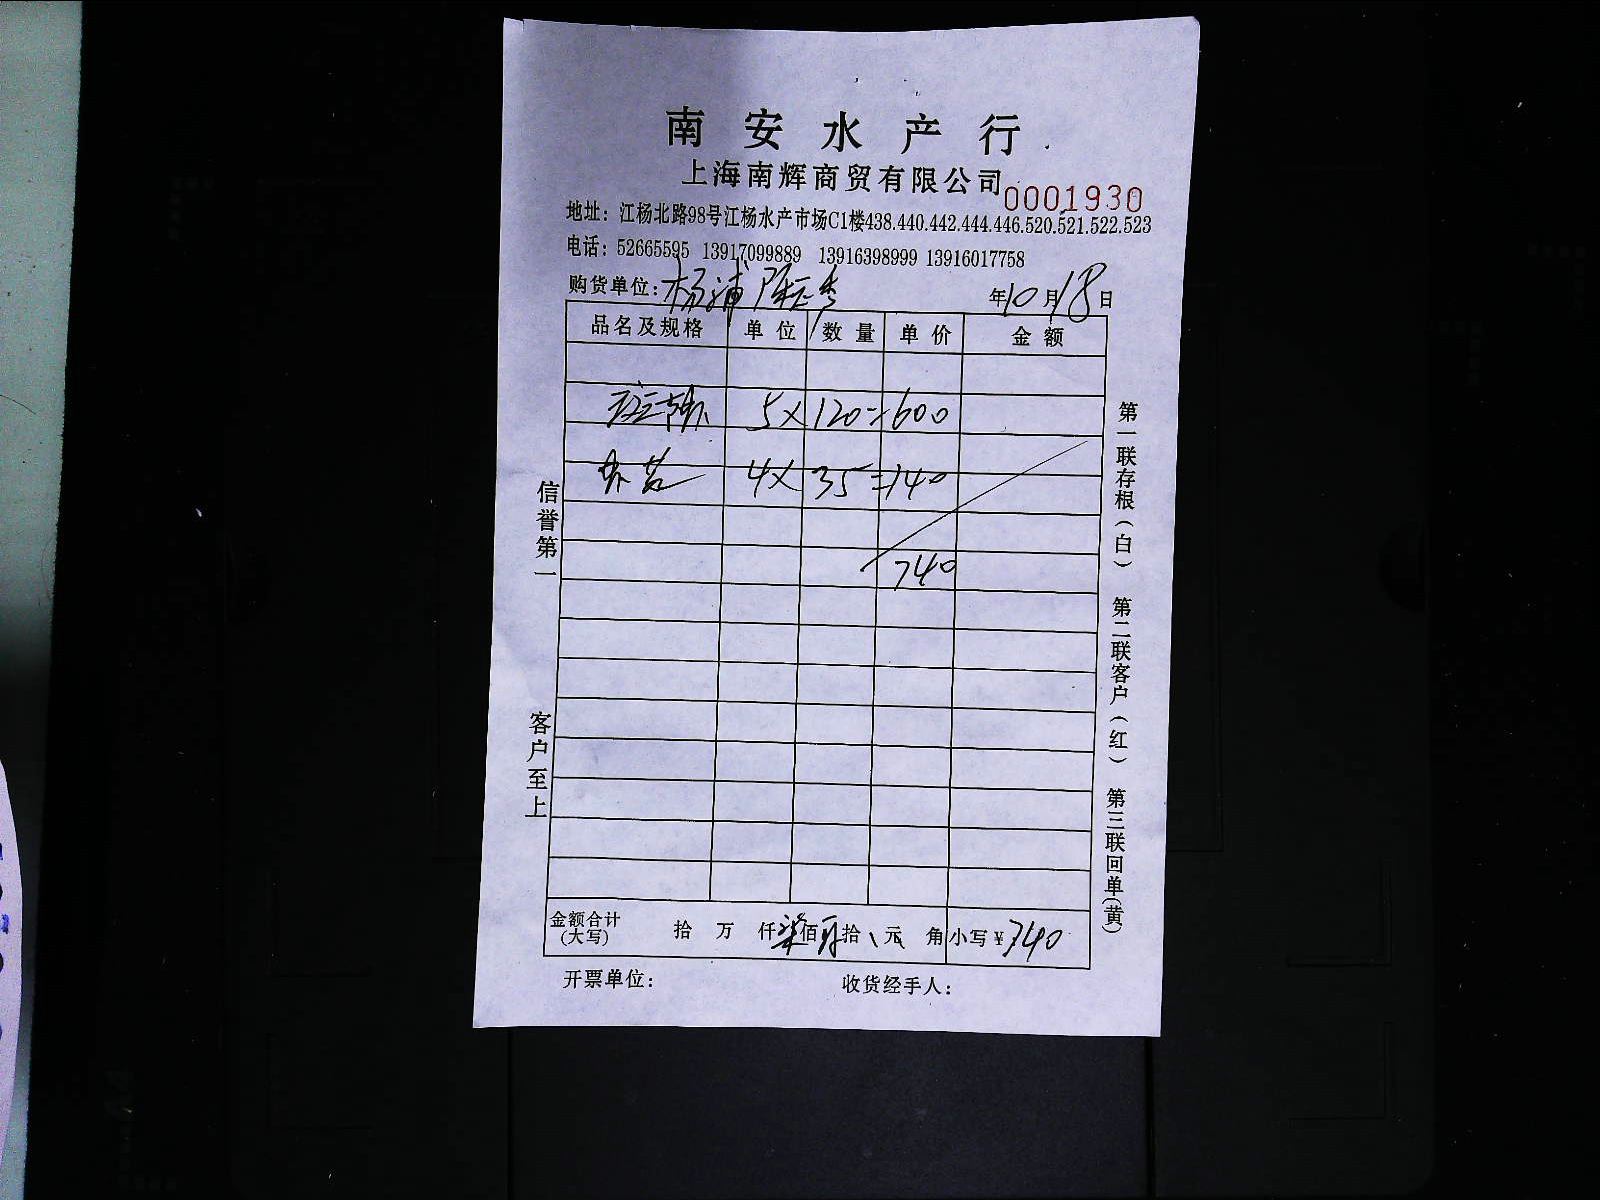 南安水产行
上海南辉商贸有限公司 0001930
地址：江杨北路98号江杨水产市场C1楼438.440.442.444.446.520.521.522.523
电话：52665595 13917099889 13916398999 13916017758
购货单位：杨浦 年10月18日
品名及规格 单位 数量 单价 金额
5×120=600
4×35=140
740
金额合计(大写) 拾 万 仟柒佰肆拾 元 角 小写￥740
开票单位： 收货经手人：
信誉第一 客户至上
第一联存根(白) 第二联客户(红) 第三联回单(黄)